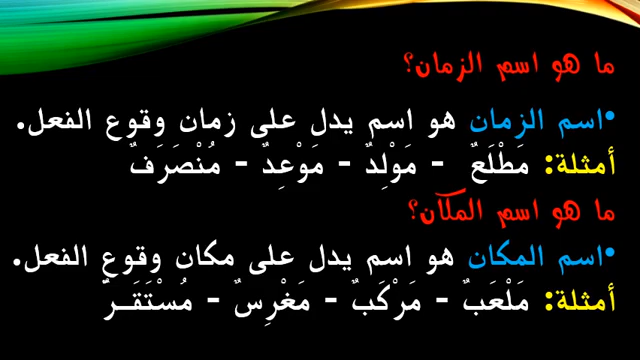 ما هو اسم الزمان؟
•اسم الزمان هو اسم يدل على زمان وقوع الفعل.
أمثلة: مَطْلَعٌ - مَوْلِدٌ - مَوْعِدٌ - مُنْصَرَفٌ
ما هو اسم المكان؟
•اسم المكان هو اسم يدل على مكان وقوع الفعل.
أمثلة: مَلْعَبٌ - مَرْكَبٌ - مَغْرِسٌ - مُسْتَقَـرٌّ